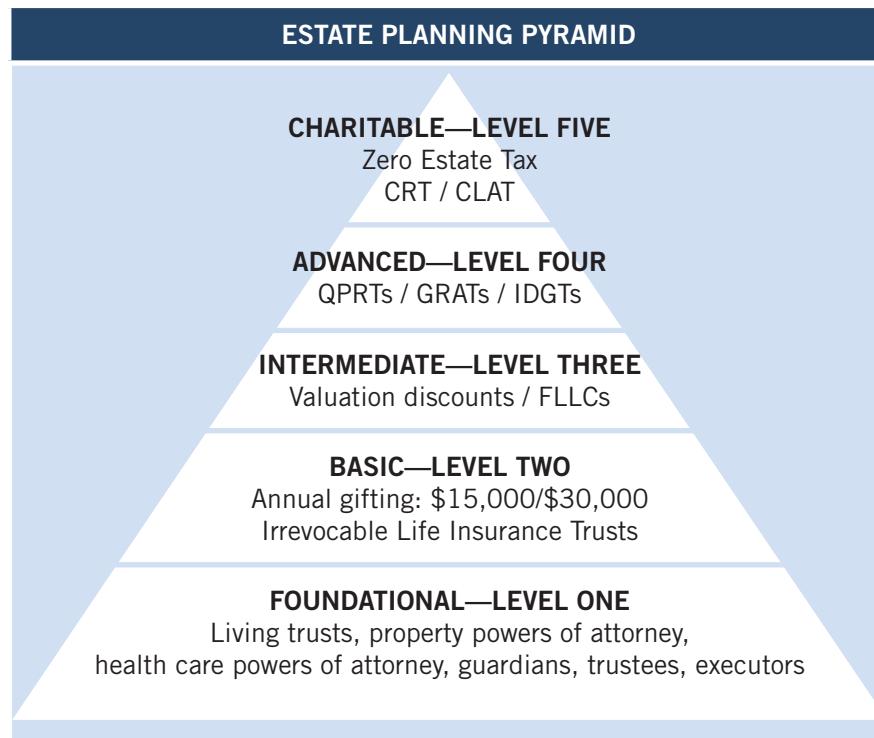 ESTATE PLANNING PYRAMID
CHARITABLE—LEVEL FIVE
Zero Estate Tax
CRT / CLAT
ADVANCED—LEVEL FOUR
QPRTs / GRATs / IDGTs
INTERMEDIATE—LEVEL THREE
Valuation discounts / FLLCs
BASIC—LEVEL TWO
Annual gifting: $15,000/$30,000
Irrevocable Life Insurance Trusts
FOUNDATIONAL—LEVEL ONE
Living trusts, property powers of attorney,
health care powers of attorney, guardians, trustees, executors